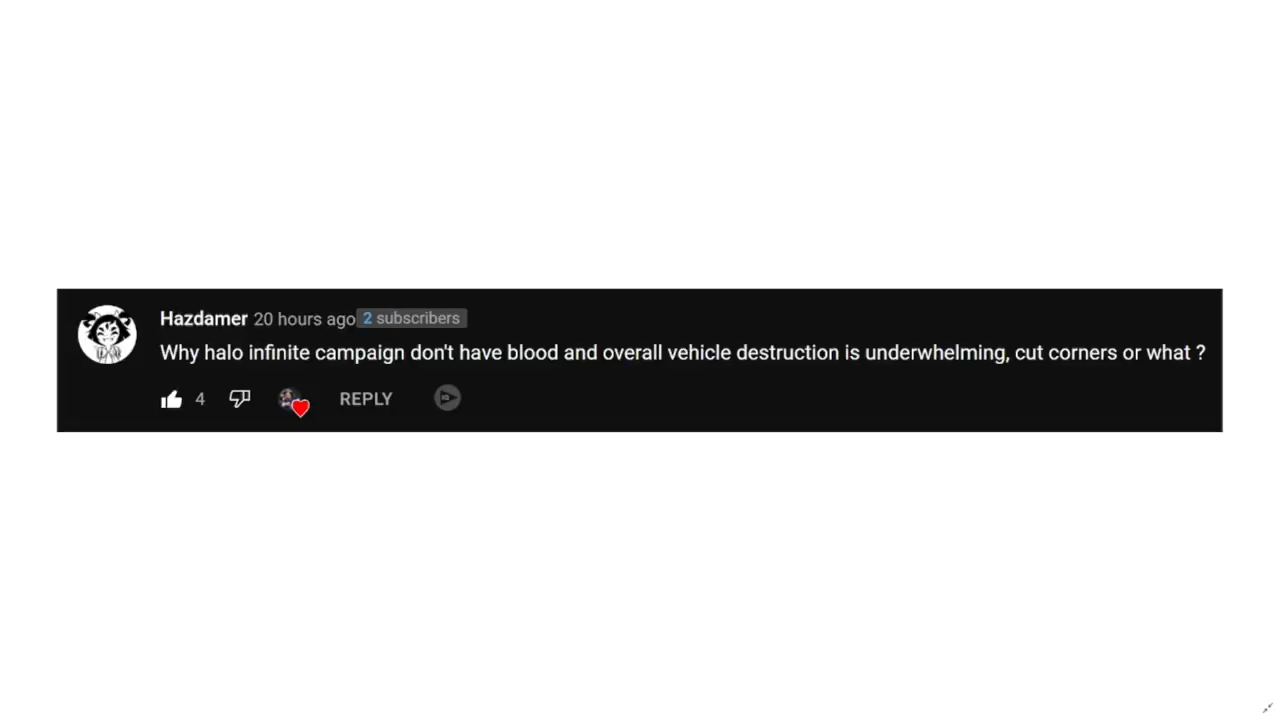 Hazdamer 20 hours ago 2 subscribers
Why halo infinite campaign don't have blood and overall vehicle destruction is underwhelming, cut corners or what ?
4 REPLY